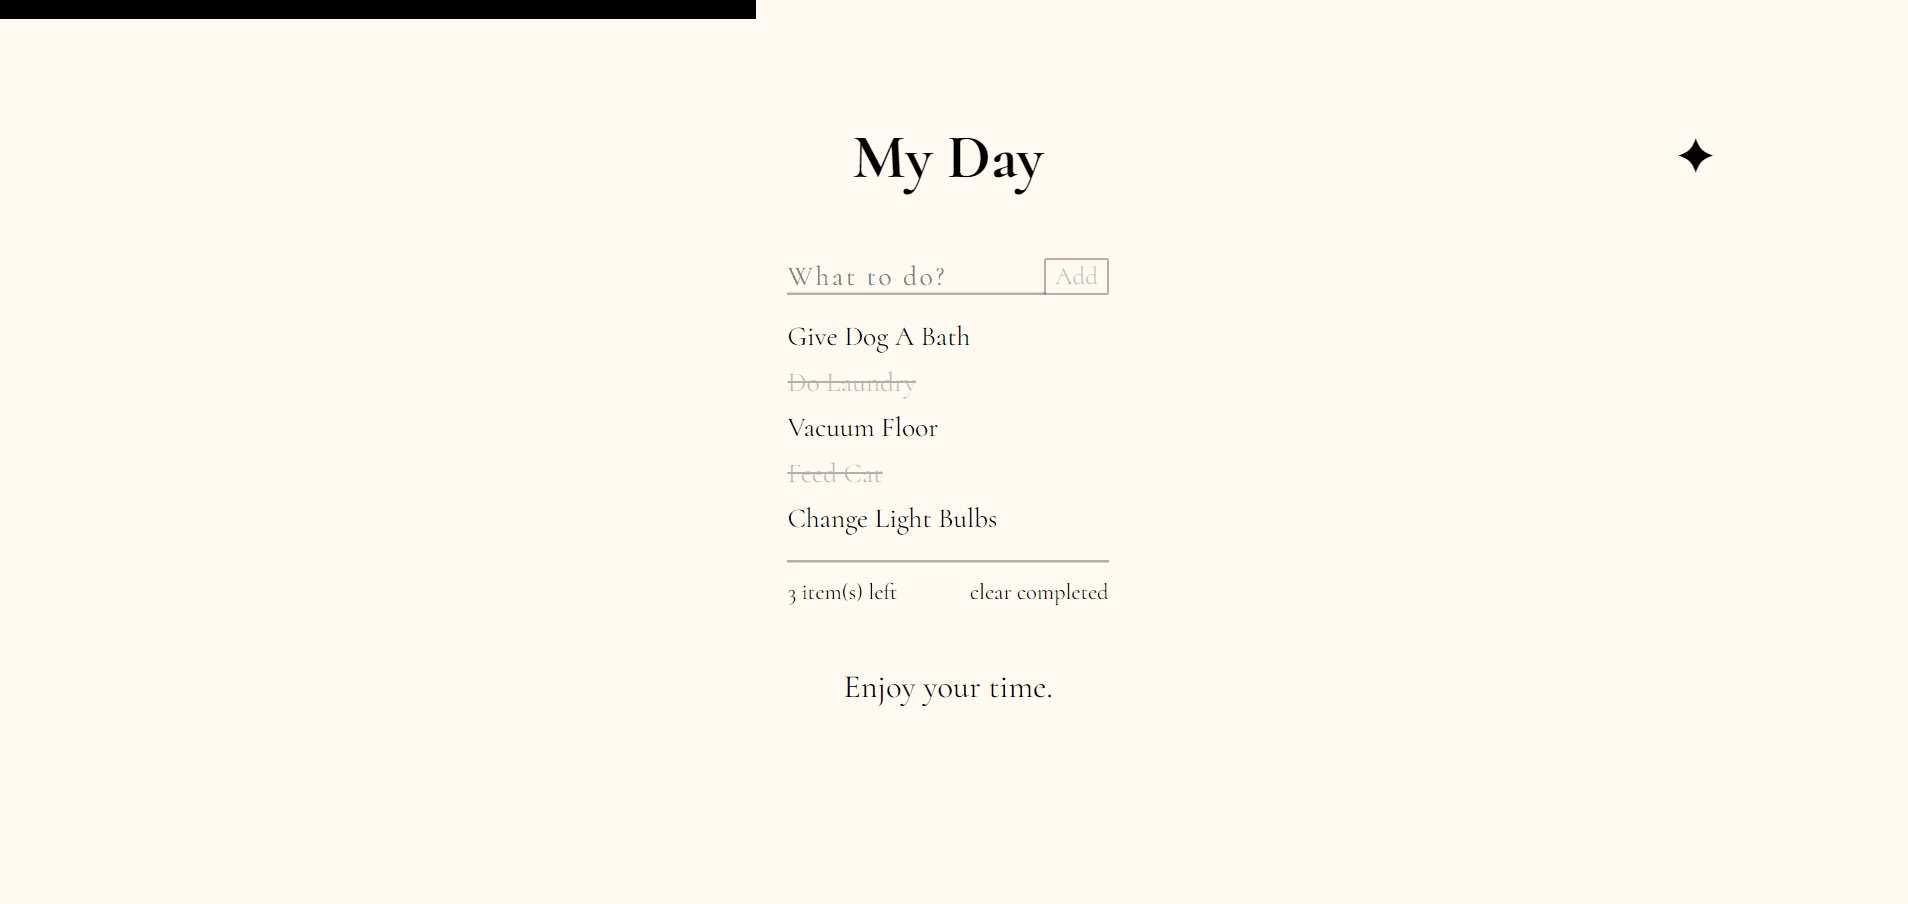 My Day
What to do? Add
Give Dog A Bath
Do Laundry
Vacuum Floor
Feed Cat
Change Light Bulbs
3 item(s) left clear completed
Enjoy your time.